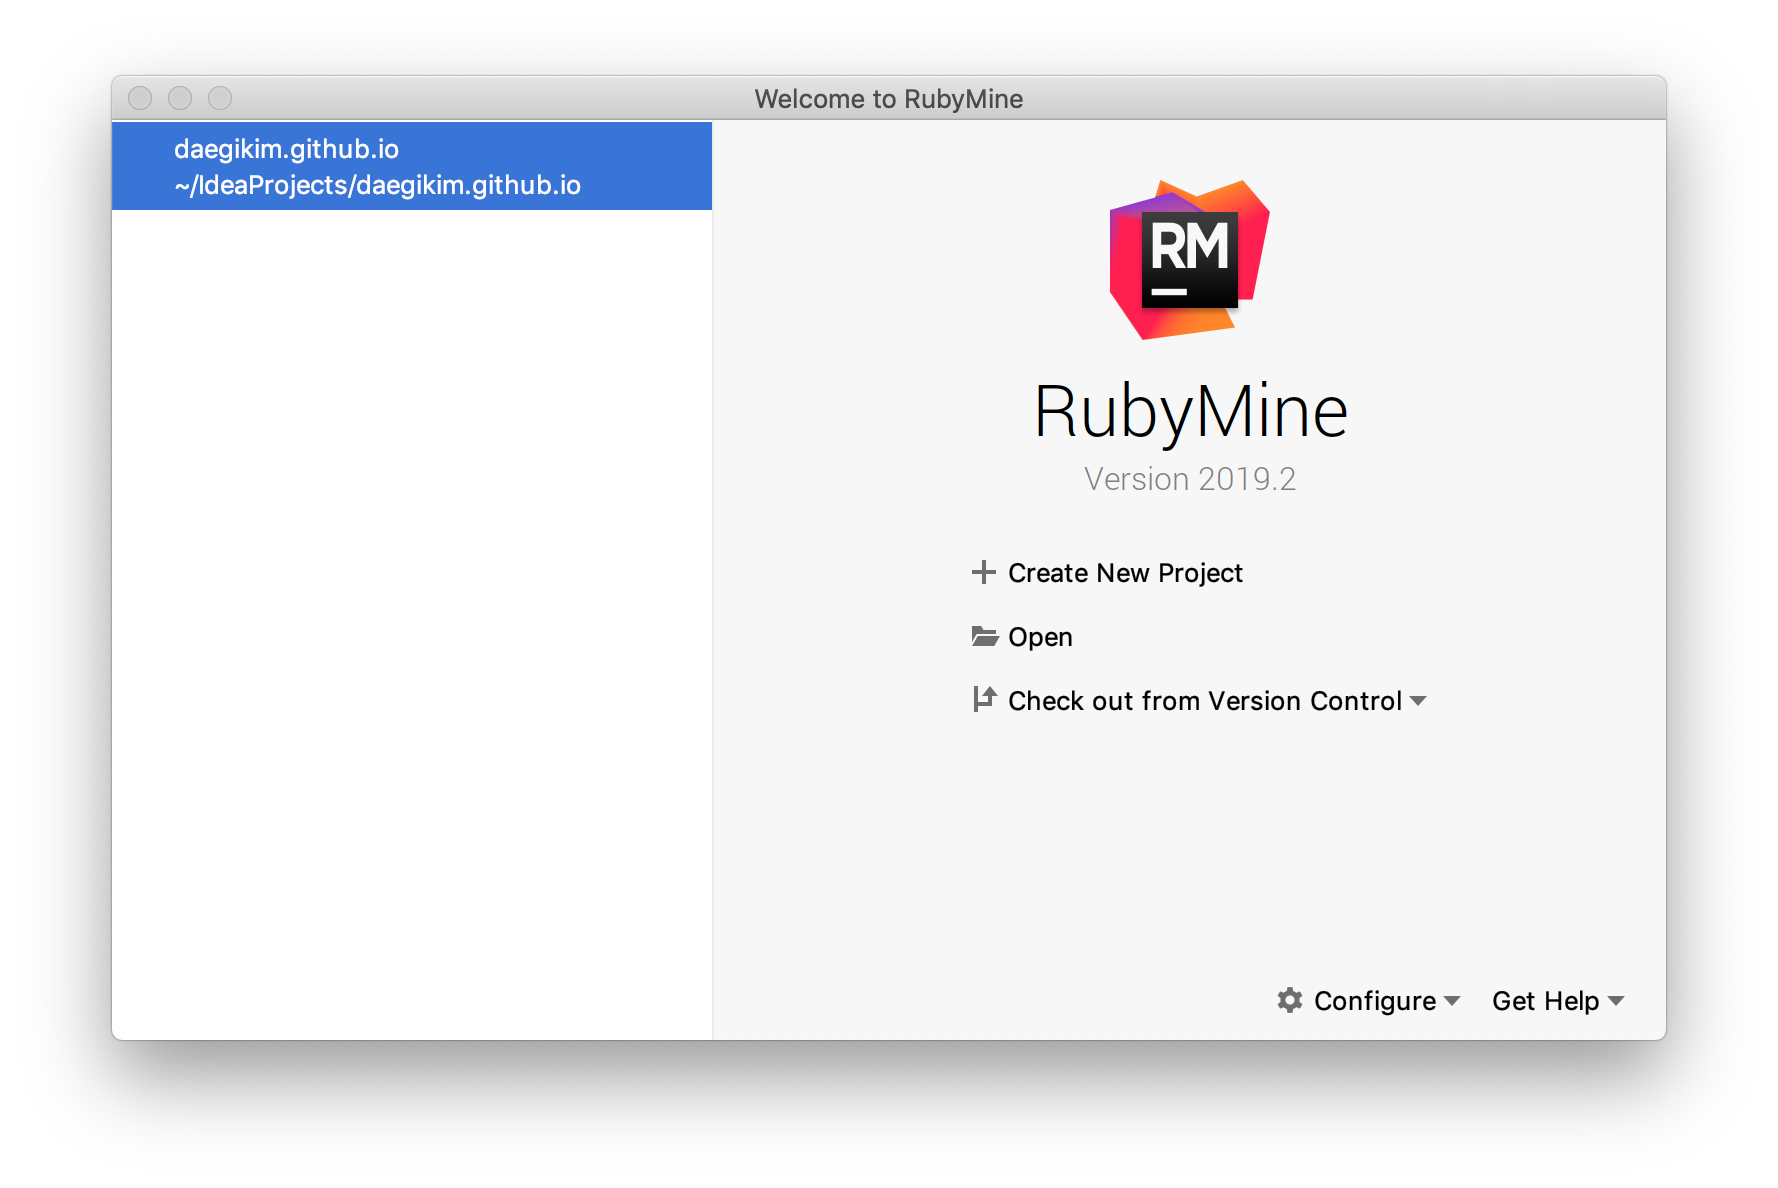 Welcome to RubyMine
daegikim.github.io
~/IdeaProjects/daegikim.github.io
RM
RubyMine
Version 2019.2
Create New Project
Open
Check out from Version Control
Configure
Get Help